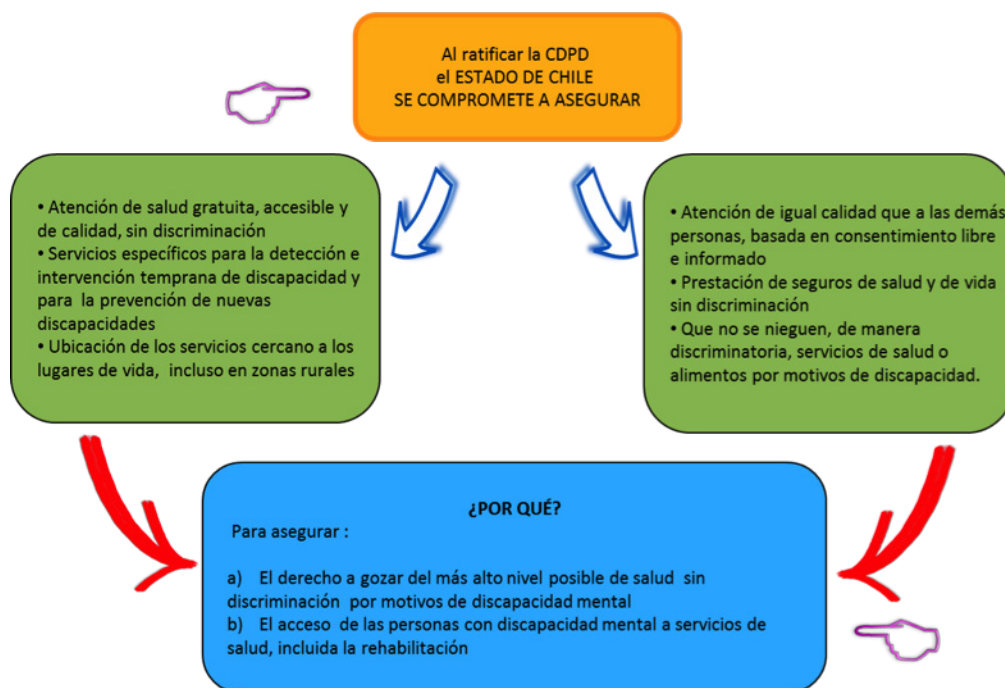 Al ratificar la CDPD
el ESTADO DE CHILE
SE COMPROMETE A ASEGURAR
• Atención de salud gratuita, accesible y
de calidad, sin discriminación
• Servicios específicos para la detección e
intervención temprana de discapacidad y
para la prevención de nuevas
discapacidades
• Ubicación de los servicios cercano a los
lugares de vida, incluso en zonas rurales
• Atención de igual calidad que a las demás
personas, basada en consentimiento libre
e informado
• Prestación de seguros de salud y de vida
sin discriminación
• Que no se nieguen, de manera
discriminatoria, servicios de salud o
alimentos por motivos de discapacidad.
¿POR QUÉ?
Para asegurar :
a) El derecho a gozar del más alto nivel posible de salud sin
discriminación por motivos de discapacidad mental
b) El acceso de las personas con discapacidad mental a servicios de
salud, incluida la rehabilitación